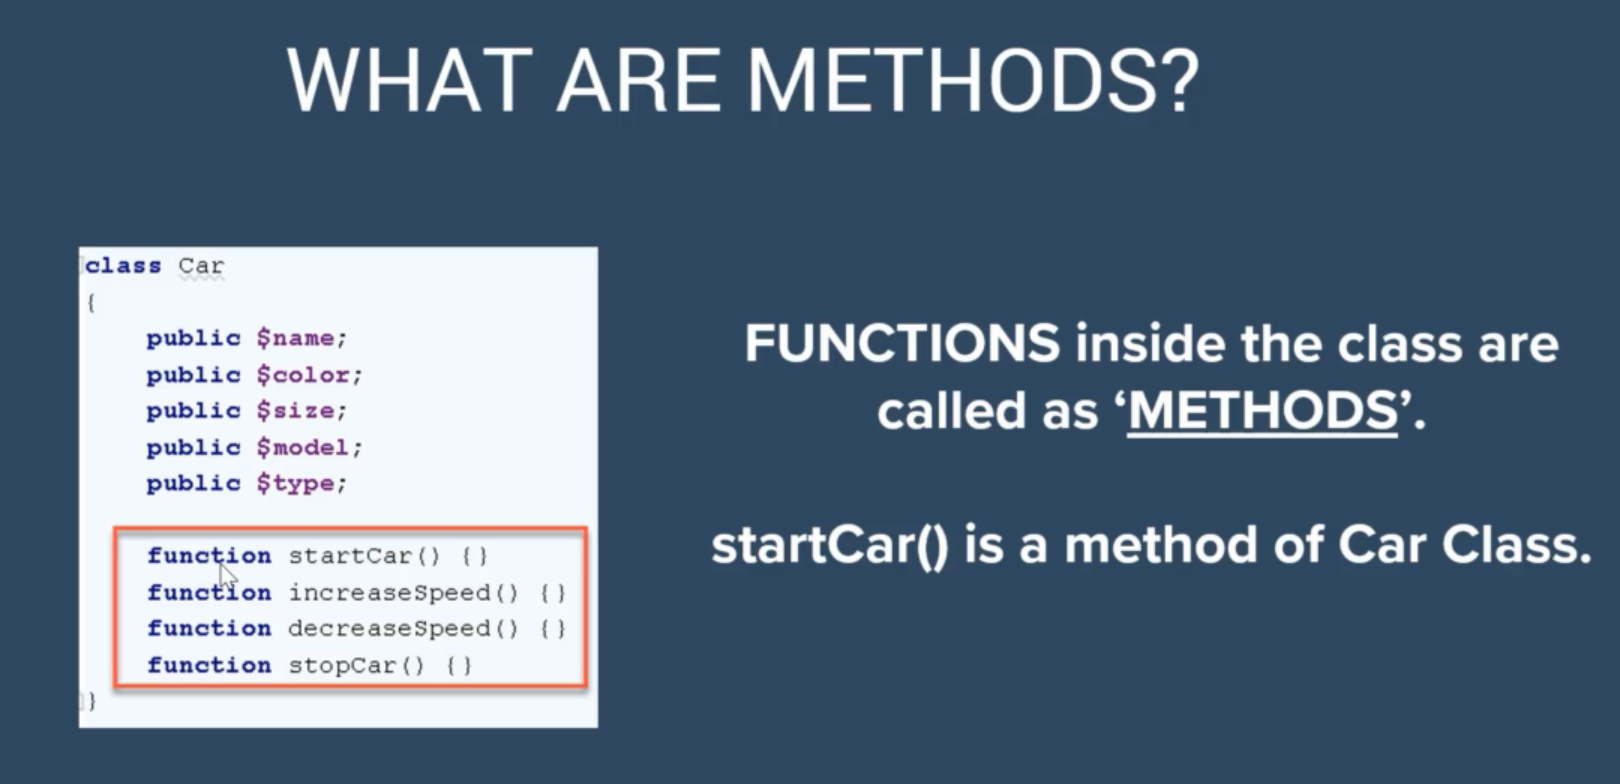 WHAT ARE METHODS?
class Car
{
public $name;
public $color;
public $size;
public $model;
public $type;
function startCar() {}
function increaseSpeed() {}
function decreaseSpeed() {}
function stopCar() {}
}
FUNCTIONS inside the class are
called as ‘METHODS’.
startCar() is a method of Car Class.